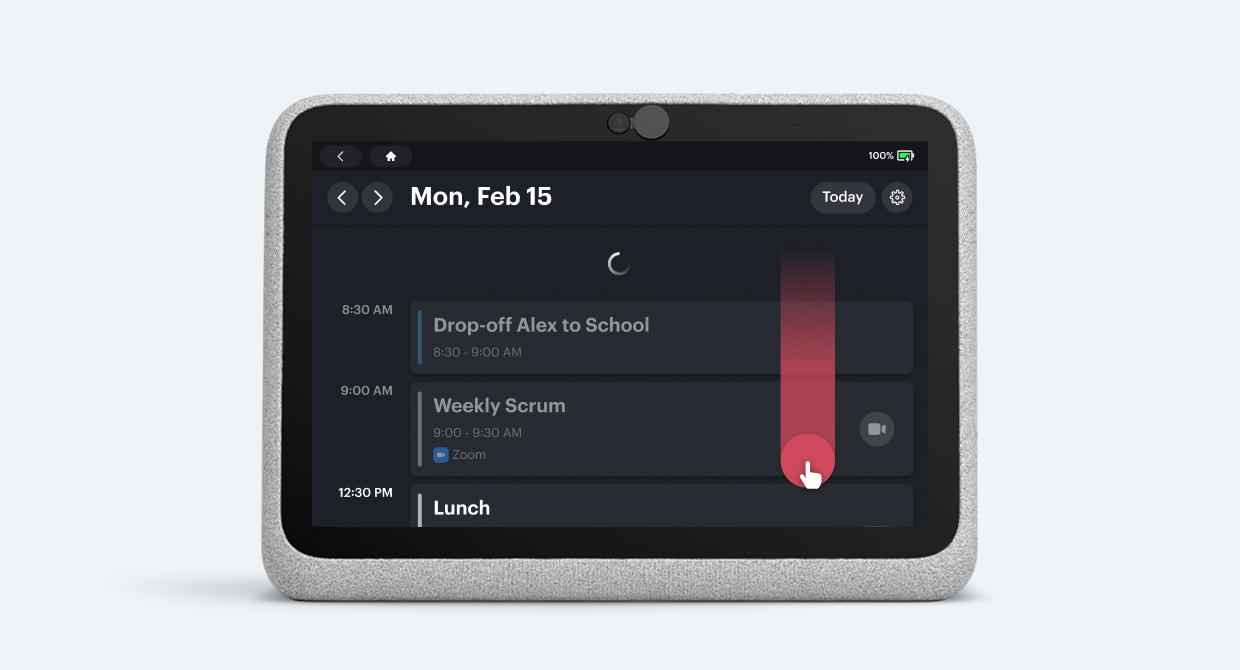 100%
Mon, Feb 15
Today
8:30 AM
Drop-off Alex to School
8:30 - 9:00 AM
9:00 AM
Weekly Scrum
9:00 - 9:30 AM
Zoom
12:30 PM
Lunch